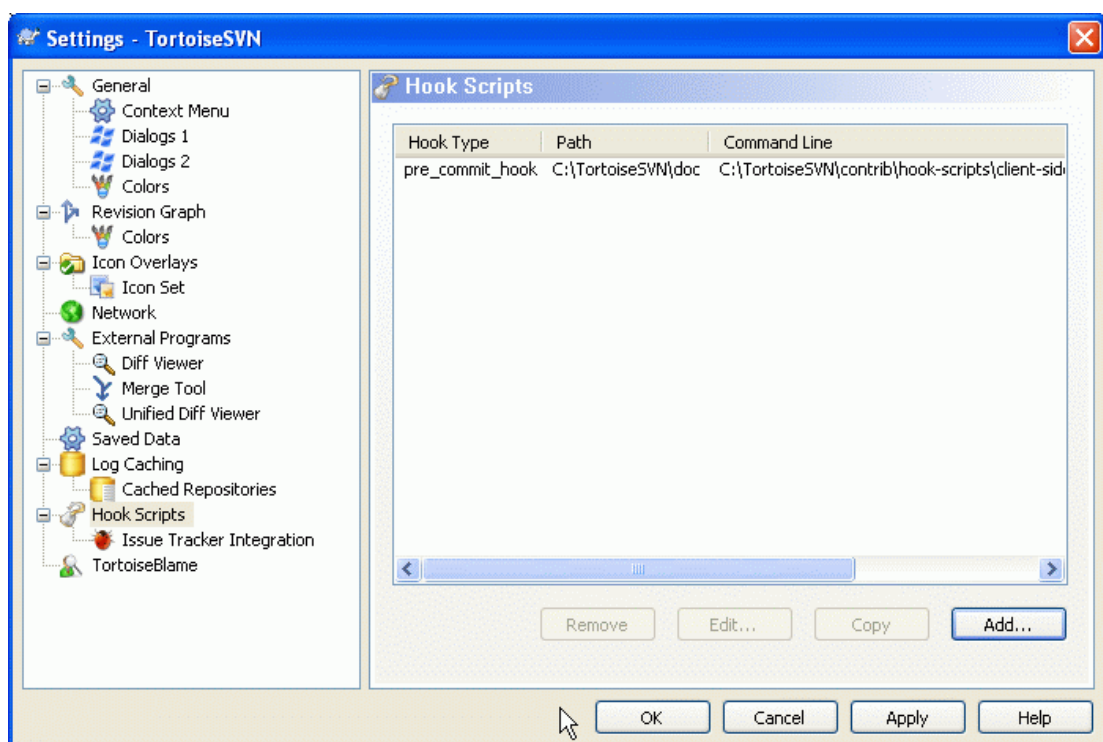 Settings - TortoiseSVN
General
Context Menu
Dialogs 1
Dialogs 2
Colors
Revision Graph
Colors
Icon Overlays
Icon Set
Network
External Programs
Diff Viewer
Merge Tool
Unified Diff Viewer
Saved Data
Log Caching
Cached Repositories
Hook Scripts
Issue Tracker Integration
TortoiseBlame
Hook Scripts
Hook Type Path Command Line
pre_commit_hook C:\TortoiseSVN\doc C:\TortoiseSVN\contrib\hook-scripts\client-sid
Remove Edit... Copy Add...
OK Cancel Apply Help